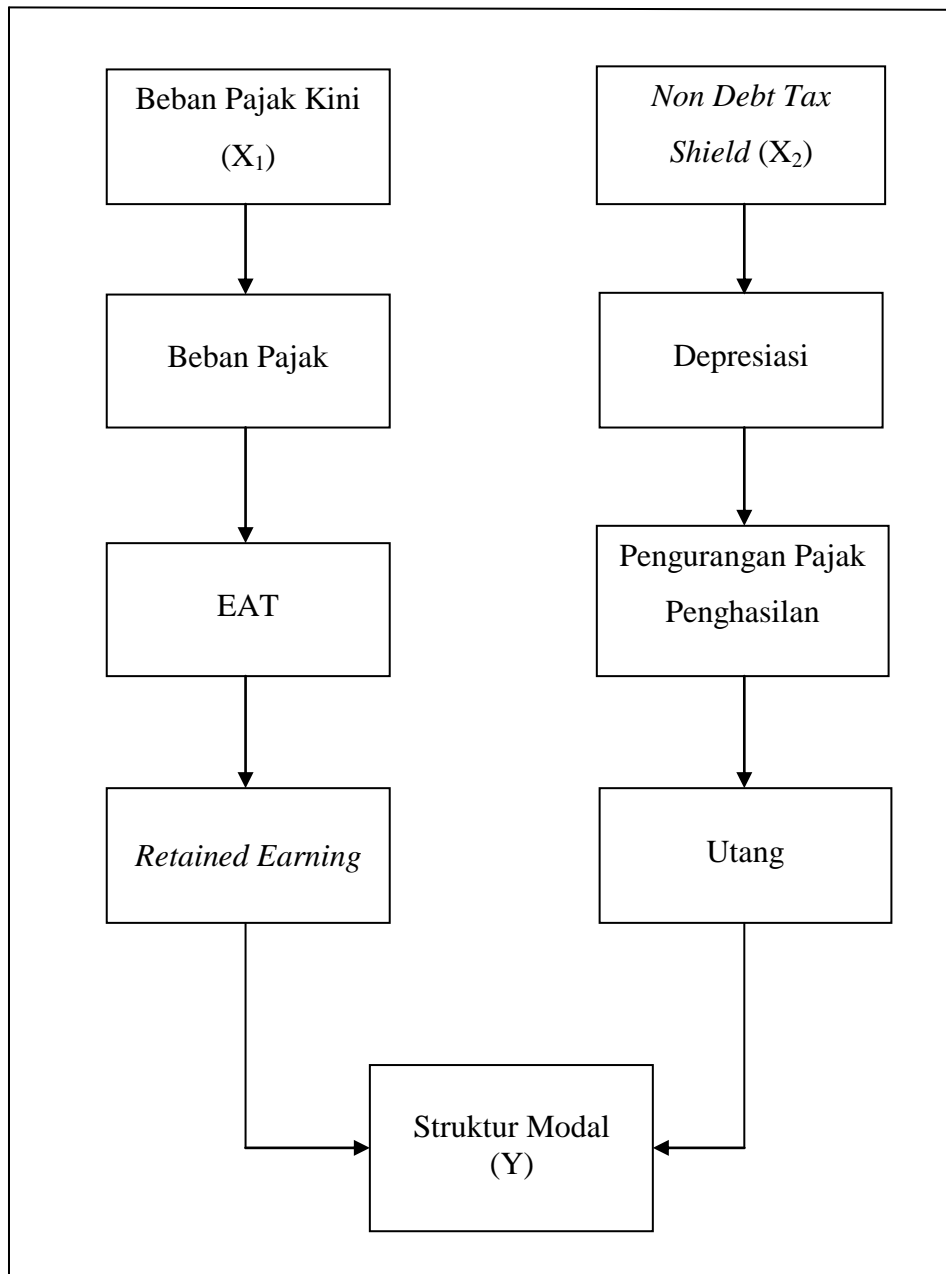 Beban Pajak Kini
(X₁)
Beban Pajak
EAT
Retained Earning
Non Debt Tax
Shield (X₂)
Depresiasi
Pengurangan Pajak
Penghasilan
Utang
Struktur Modal
(Y)